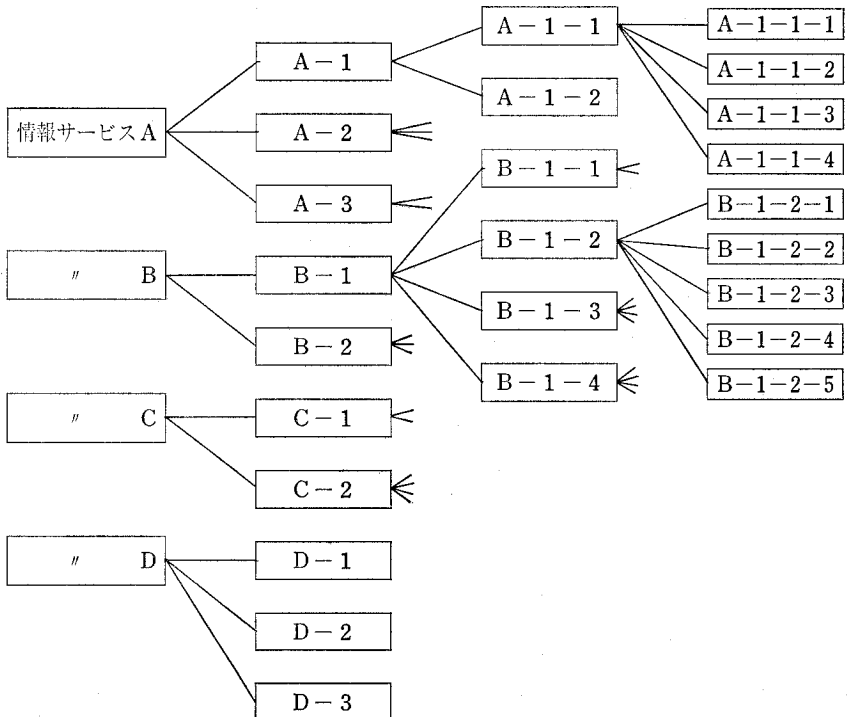 情報サービスA
A-1
A-2
A-3
A-1-1
A-1-2
A-1-1-1
A-1-1-2
A-1-1-3
A-1-1-4
〃 B
B-1
B-2
B-1-1
B-1-2
B-1-3
B-1-4
B-1-2-1
B-1-2-2
B-1-2-3
B-1-2-4
B-1-2-5
〃 C
C-1
C-2
〃 D
D-1
D-2
D-3